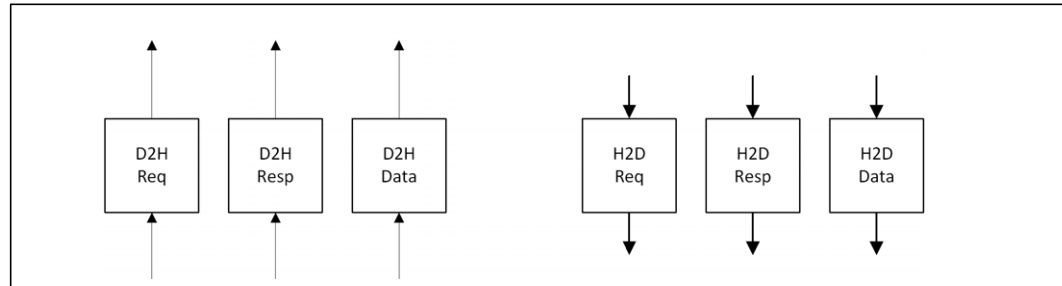 D2H
Req
D2H
Resp
D2H
Data
H2D
Req
H2D
Resp
H2D
Data